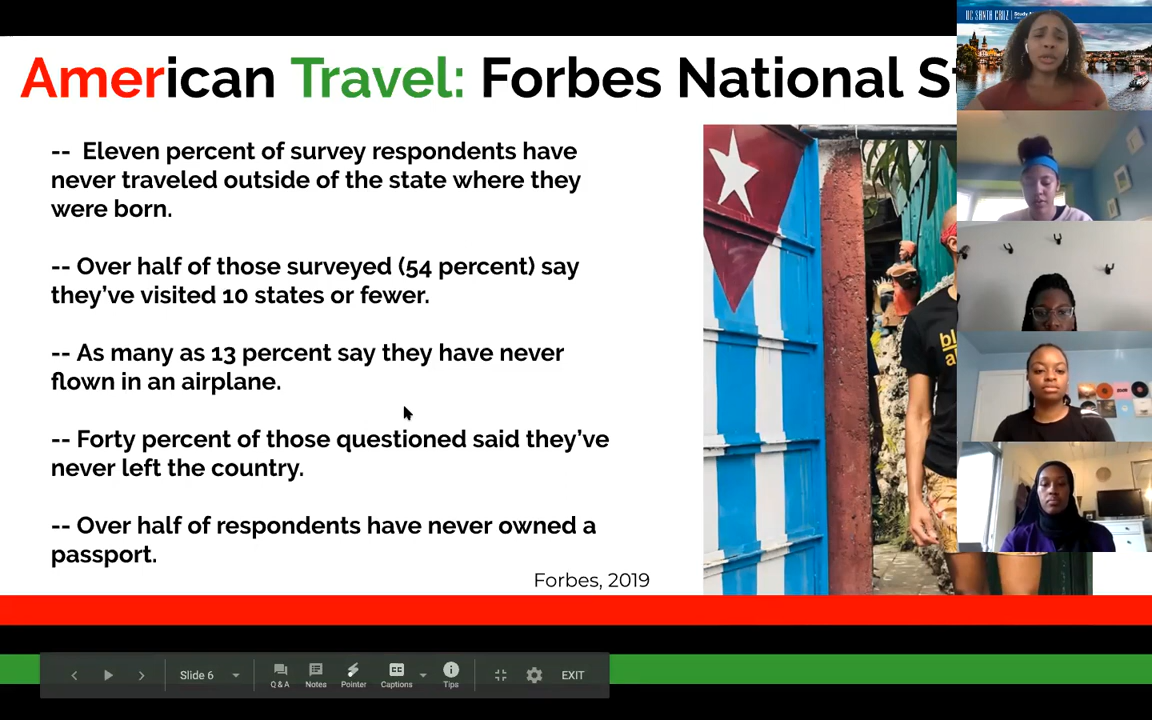 UC SANTA CRUZ
American Travel: Forbes National
-- Eleven percent of survey respondents have
never traveled outside of the state where they
were born.
-- Over half of those surveyed (54 percent) say
they've visited 10 states or fewer.
-- As many as 13 percent say they have never
flown in an airplane.
-- Forty percent of those questioned said they've
never left the country.
-- Over half of respondents have never owned a
passport.
Forbes, 2019
Slide 6
Q & A
Notes
Pointer
CC
Captions
Tips
EXIT